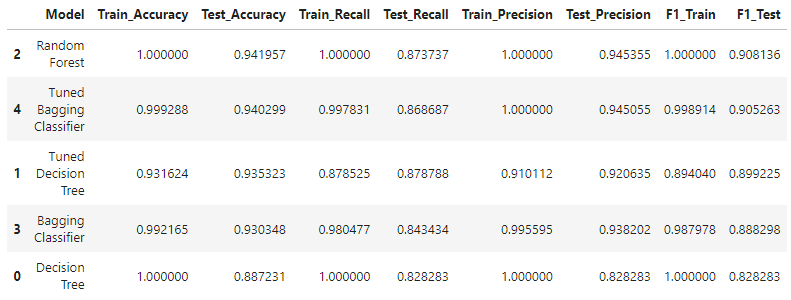 Model Train_Accuracy Test_Accuracy Train_Recall Test_Recall Train_Precision Test_Precision F1_Train F1_Test
2 Random Forest 1.000000 0.941957 1.000000 0.873737 1.000000 0.945355 1.000000 0.908136
4 Tuned Bagging Classifier 0.999288 0.940299 0.997831 0.868687 1.000000 0.945055 0.998914 0.905263
1 Tuned Decision Tree 0.931624 0.935323 0.878525 0.878788 0.910112 0.920635 0.894040 0.899225
3 Bagging Classifier 0.992165 0.930348 0.980477 0.843434 0.995595 0.938202 0.987978 0.888298
0 Decision Tree 1.000000 0.887231 1.000000 0.828283 1.000000 0.828283 1.000000 0.828283